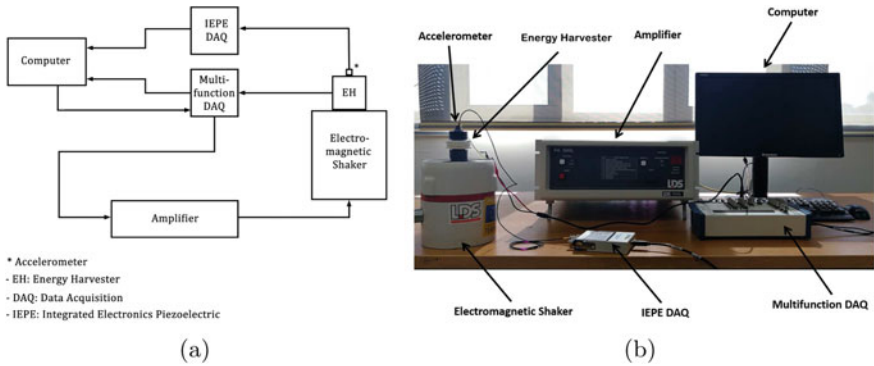 IEPE
DAQ
Computer
Multi-
function
DAQ
*
EH
Electro-
magnetic
Shaker
Amplifier
* Accelerometer
- EH: Energy Harvester
- DAQ: Data Acquisition
- IEPE: Integrated Electronics Piezoelectric
(a)
Computer
Accelerometer
Energy Harvester
Amplifier
LDS
LDS
Electromagnetic Shaker
IEPE DAQ
Multifunction DAQ
(b)